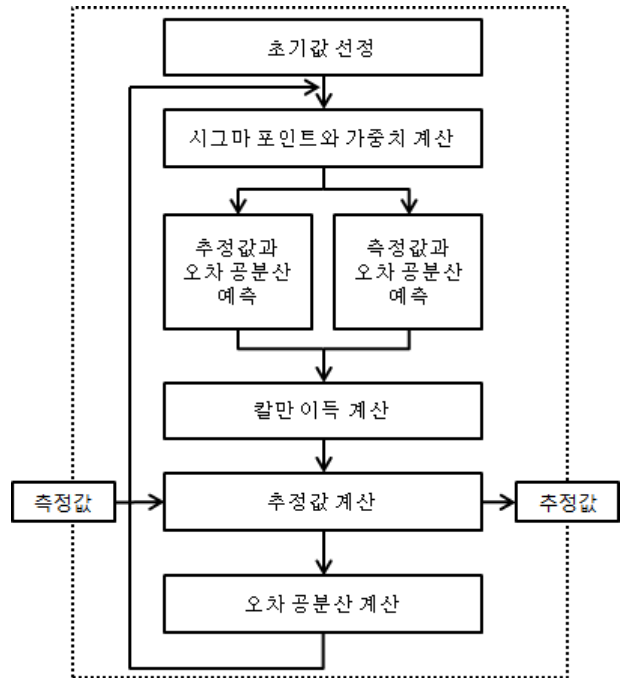 초기값 선정
시그마 포인트와 가중치 계산
추정값과
오차 공분산
예측
측정값과
오차 공분산
예측
칼만 이득 계산
측정값
추정값 계산
추정값
오차 공분산 계산